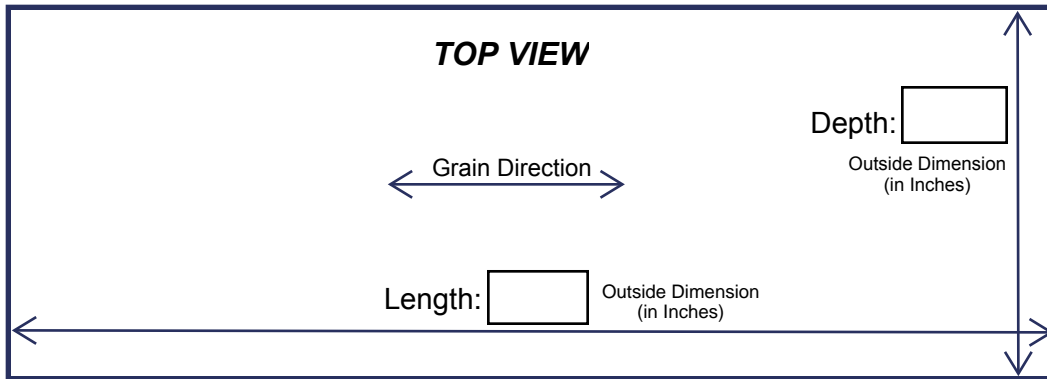 TOP VIEW
Depth:
Outside Dimension
(in Inches)
Grain Direction
Length:
Outside Dimension
(in Inches)